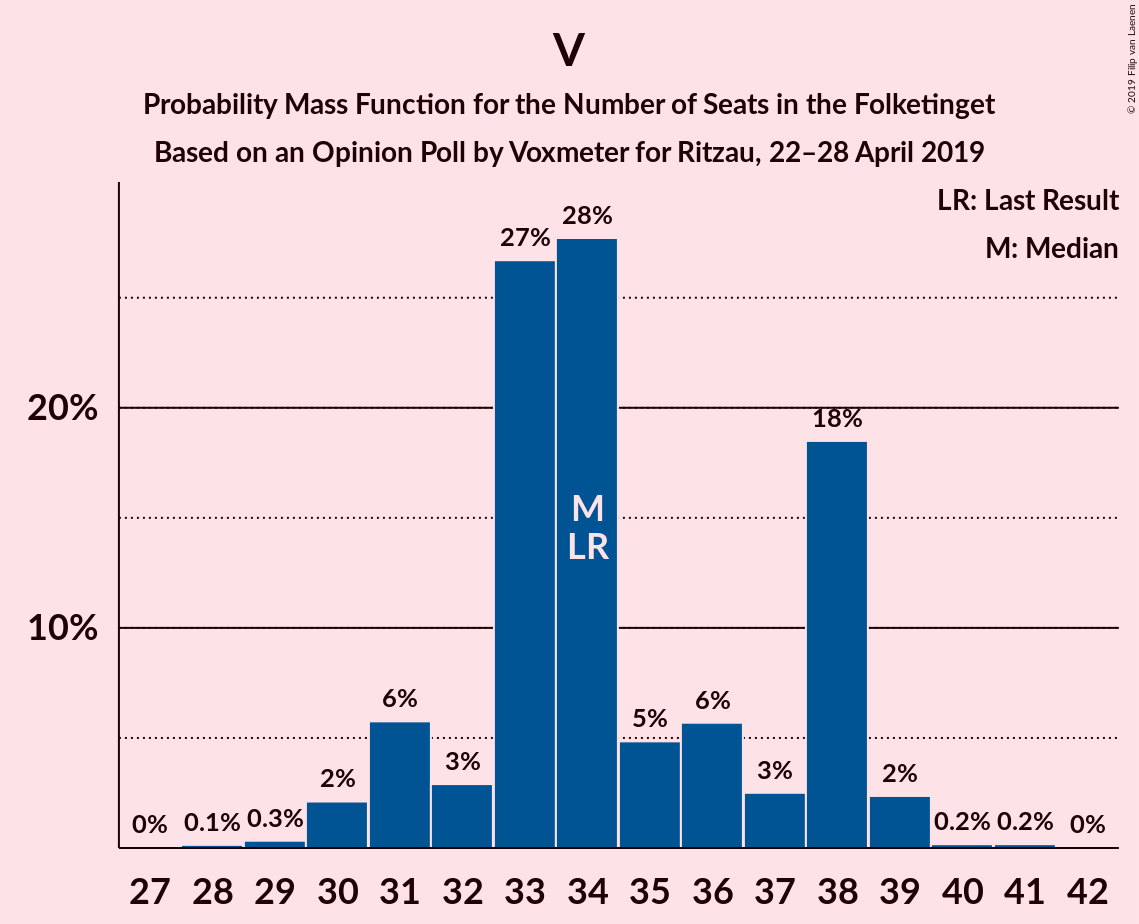 V
Probability Mass Function for the Number of Seats in the Folketinget
Based on an Opinion Poll by Voxmeter for Ritzau, 22–28 April 2019
© 2019 Filip van Laenen
LR: Last Result
M: Median
20%
10%
0%
0.1%
0.3%
2%
6%
3%
27%
28%
5%
6%
3%
18%
2%
0.2%
0.2%
0%
M
LR
27 28 29 30 31 32 33 34 35 36 37 38 39 40 41 42